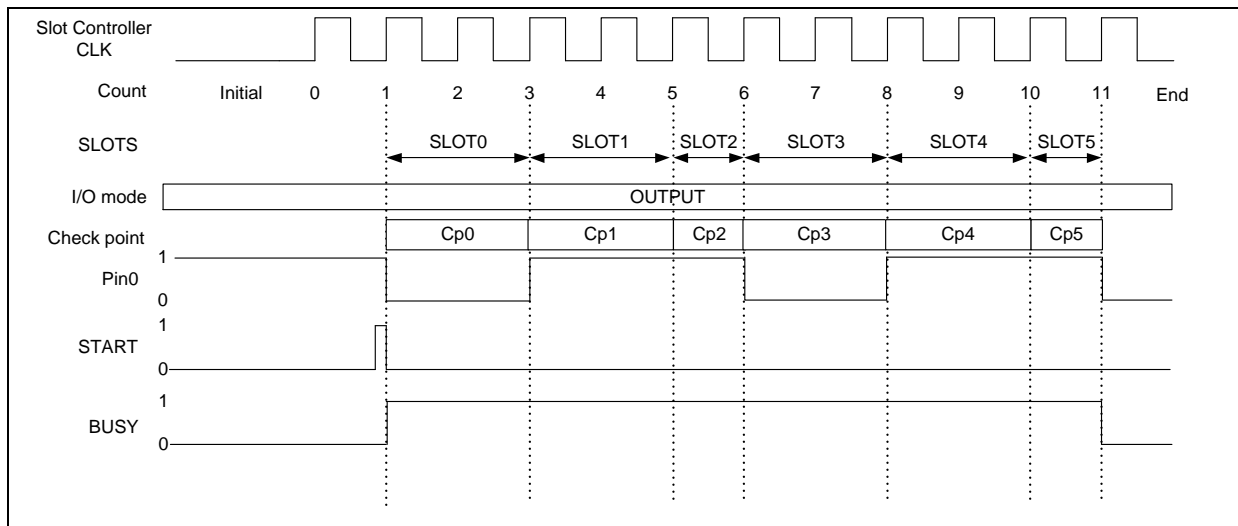 Slot Controller
CLK
Count Initial 0 1 2 3 4 5 6 7 8 9 10 11 End
SLOTS SLOT0 SLOT1 SLOT2 SLOT3 SLOT4 SLOT5
I/O mode OUTPUT
Check point Cp0 Cp1 Cp2 Cp3 Cp4 Cp5
1
Pin0
0
1
START
0
1
BUSY
0